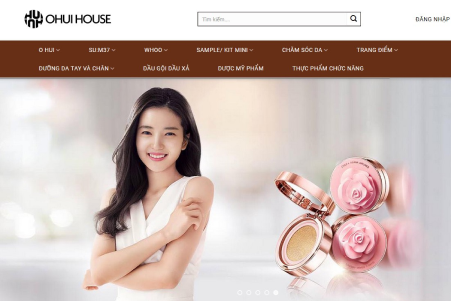 OHUI HOUSE
Tìm kiếm...
ĐĂNG NHẬP
O HUI
SU:M37
WHOO
SAMPLE/ KIT MINI
CHĂM SÓC DA
TRANG ĐIỂM
DƯỠNG DA TAY VÀ CHÂN
DẦU GỘI DẦU XẢ
DƯỢC MỸ PHẨM
THỰC PHẨM CHỨC NĂNG